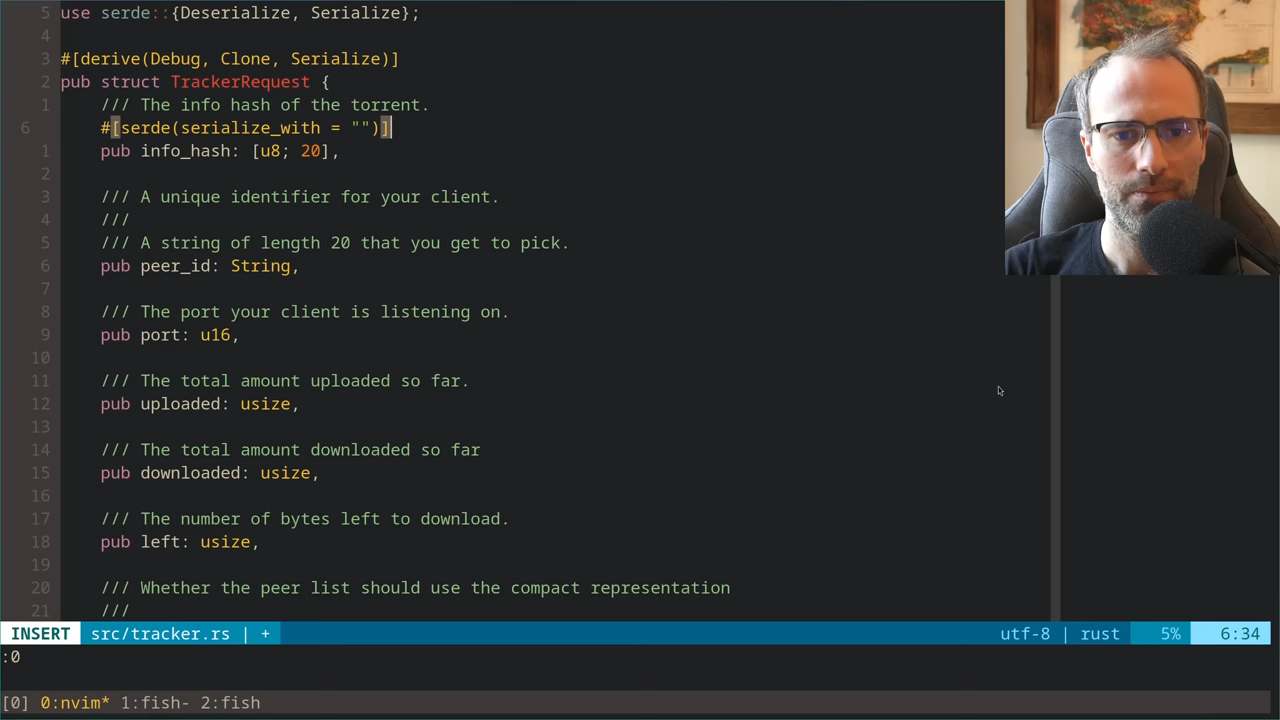 5 use serde::{Deserialize, Serialize};
4
3 #[derive(Debug, Clone, Serialize)]
2 pub struct TrackerRequest {
1 /// The info hash of the torrent.
6 #[serde(serialize_with = "")]
1 pub info_hash: [u8; 20],
2
3 /// A unique identifier for your client.
4 ///
5 /// A string of length 20 that you get to pick.
6 pub peer_id: String,
7
8 /// The port your client is listening on.
9 pub port: u16,
10
11 /// The total amount uploaded so far.
12 pub uploaded: usize,
13
14 /// The total amount downloaded so far
15 pub downloaded: usize,
16
17 /// The number of bytes left to download.
18 pub left: usize,
19
20 /// Whether the peer list should use the compact representation
21 ///
INSERT src/tracker.rs | + utf-8 | rust 5% 6:34
:0
[0] 0:nvim* 1:fish- 2:fish